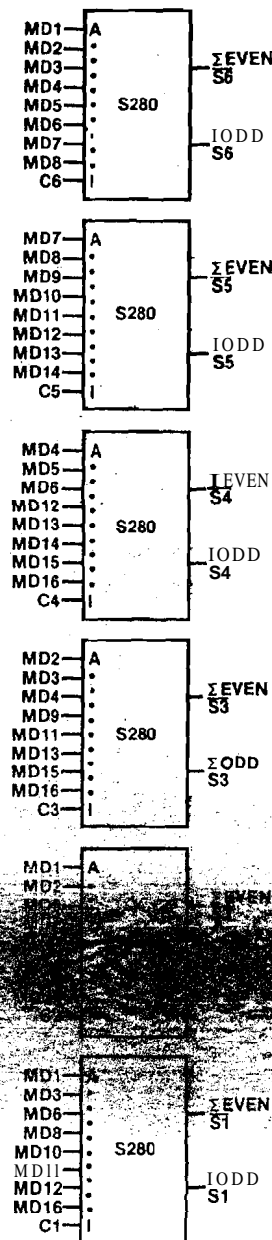 MD1 A
MD2
MD3 ΣEVEN
S6
MD4
MD5 S280
MD6
MD7 IODD
S6
MD8
C6 I
MD7 A
MD8
MD9 ΣEVEN
S5
MD10
MD11 S280
MD12
MD13 IODD
S5
MD14
C5 I
MD4 A
MD5
MD6 IEVEN
S4
MD12
MD13 S280
MD14
MD15 IODD
S4
MD16
C4 I
MD2 A
MD3
MD4 ΣEVEN
S3
MD9
MD11 S280
MD13
MD15 ΣODD
S3
MD16
C3 I
MD1 A
MD2
ΣEVEN
MD1 A
MD3
MD6 ΣEVEN
S1
MD8
MD10 S280
MD11
MD12 IODD
S1
MD16
C1 I